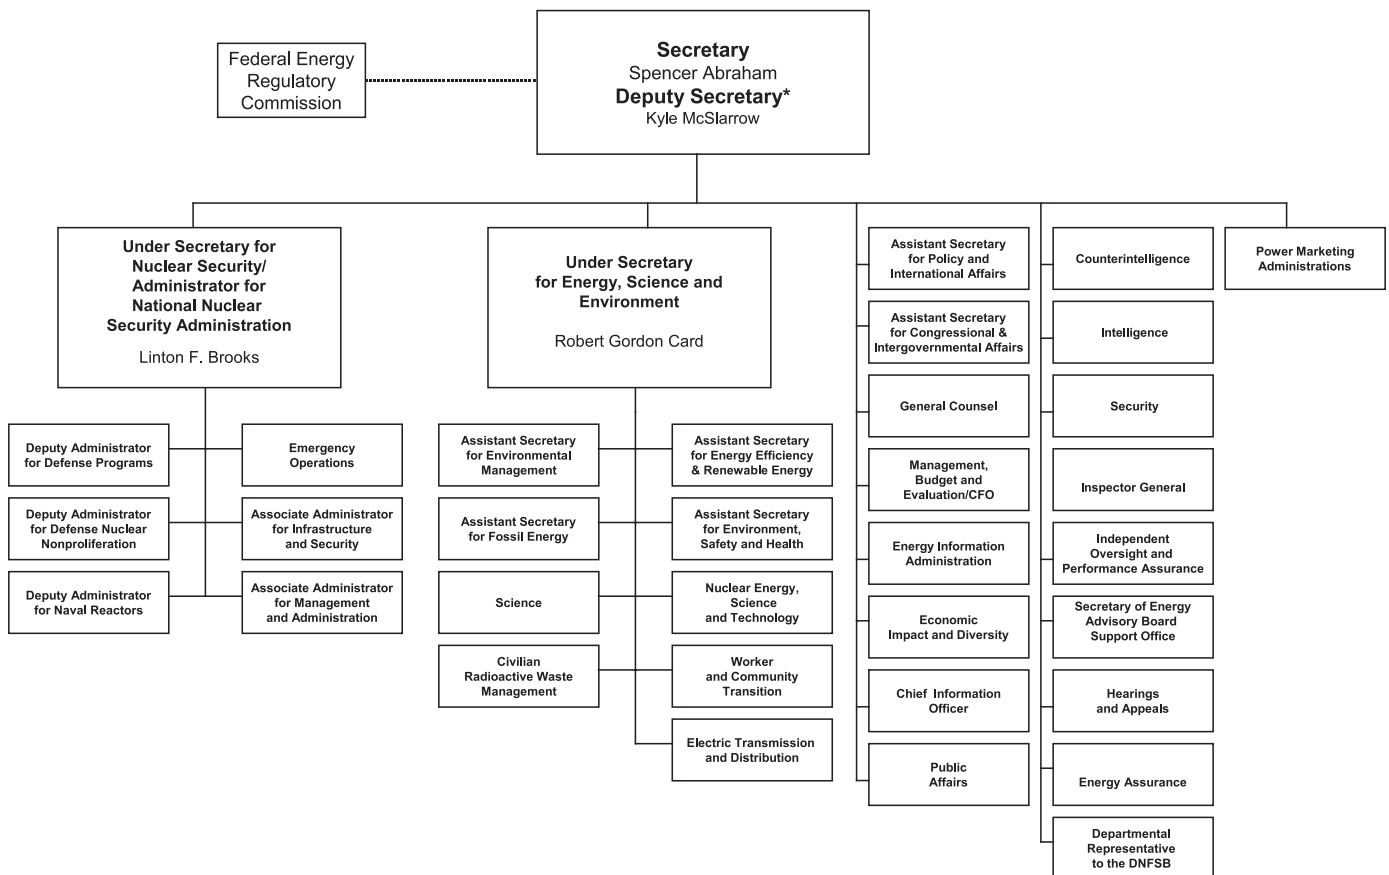 Federal Energy
Regulatory
Commission
Secretary
Spencer Abraham
Deputy Secretary*
Kyle McSlarrow
Under Secretary for
Nuclear Security/
Administrator for
National Nuclear
Security Administration
Linton F. Brooks
Deputy Administrator
for Defense Programs
Emergency
Operations
Deputy Administrator
for Defense Nuclear
Nonproliferation
Associate Administrator
for Infrastructure
and Security
Deputy Administrator
for Naval Reactors
Associate Administrator
for Management
and Administration
Under Secretary
for Energy, Science and
Environment
Robert Gordon Card
Assistant Secretary
for Environmental
Management
Assistant Secretary
for Energy Efficiency
& Renewable Energy
Assistant Secretary
for Fossil Energy
Assistant Secretary
for Environment,
Safety and Health
Science
Nuclear Energy,
Science
and Technology
Civilian
Radioactive Waste
Management
Worker
and Community
Transition
Electric Transmission
and Distribution
Assistant Secretary
for Policy and
International Affairs
Assistant Secretary
for Congressional &
Intergovernmental Affairs
General Counsel
Management,
Budget and
Evaluation/CFO
Energy Information
Administration
Economic
Impact and Diversity
Chief Information
Officer
Public
Affairs
Counterintelligence
Intelligence
Security
Inspector General
Independent
Oversight and
Performance Assurance
Secretary of Energy
Advisory Board
Support Office
Hearings
and Appeals
Energy Assurance
Departmental
Representative
to the DNFSB
Power Marketing
Administrations